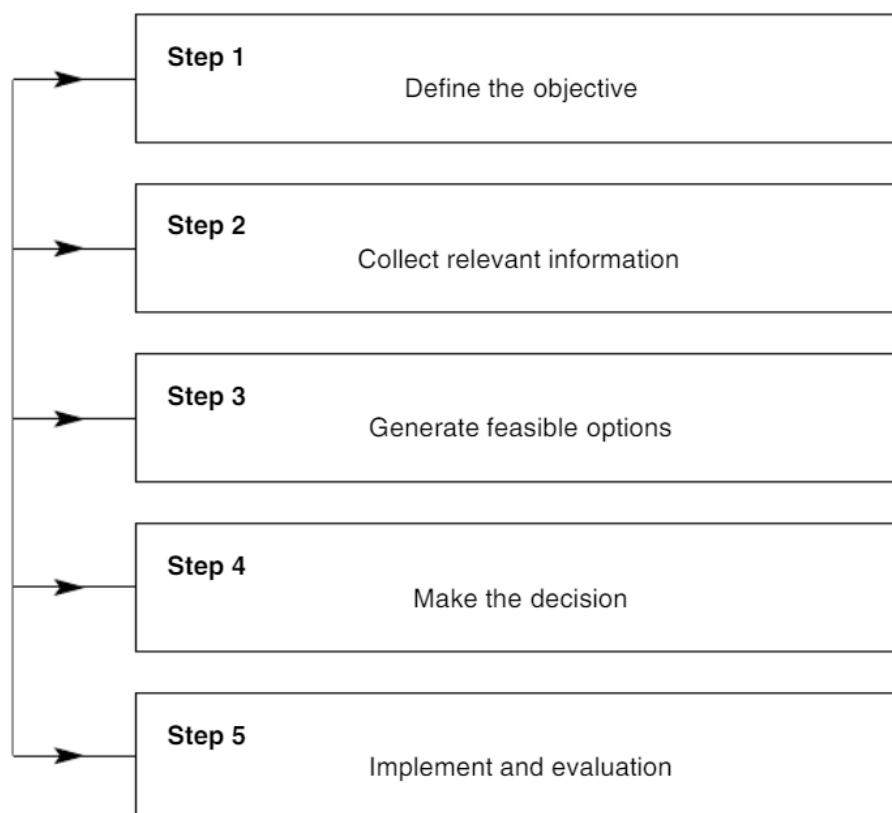 Step 1
Define the objective
Step 2
Collect relevant information
Step 3
Generate feasible options
Step 4
Make the decision
Step 5
Implement and evaluation